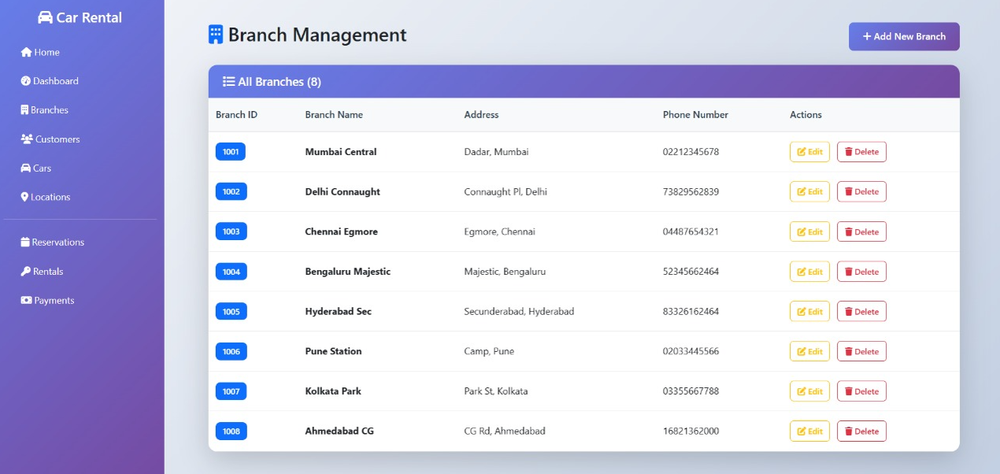 Car Rental
Home
Dashboard
Branches
Customers
Cars
Locations
Reservations
Rentals
Payments
Branch Management
Add New Branch
All Branches (8)
Branch ID Branch Name Address Phone Number Actions
1001 Mumbai Central Dadar, Mumbai 02212345678 Edit Delete
1002 Delhi Connaught Connaught Pl, Delhi 73829562839 Edit Delete
1003 Chennai Egmore Egmore, Chennai 04487654321 Edit Delete
1004 Bengaluru Majestic Majestic, Bengaluru 52345662464 Edit Delete
1005 Hyderabad Sec Secunderabad, Hyderabad 83326162464 Edit Delete
1006 Pune Station Camp, Pune 02033445566 Edit Delete
1007 Kolkata Park Park St, Kolkata 03355667788 Edit Delete
1008 Ahmedabad CG CG Rd, Ahmedabad 16821362000 Edit Delete